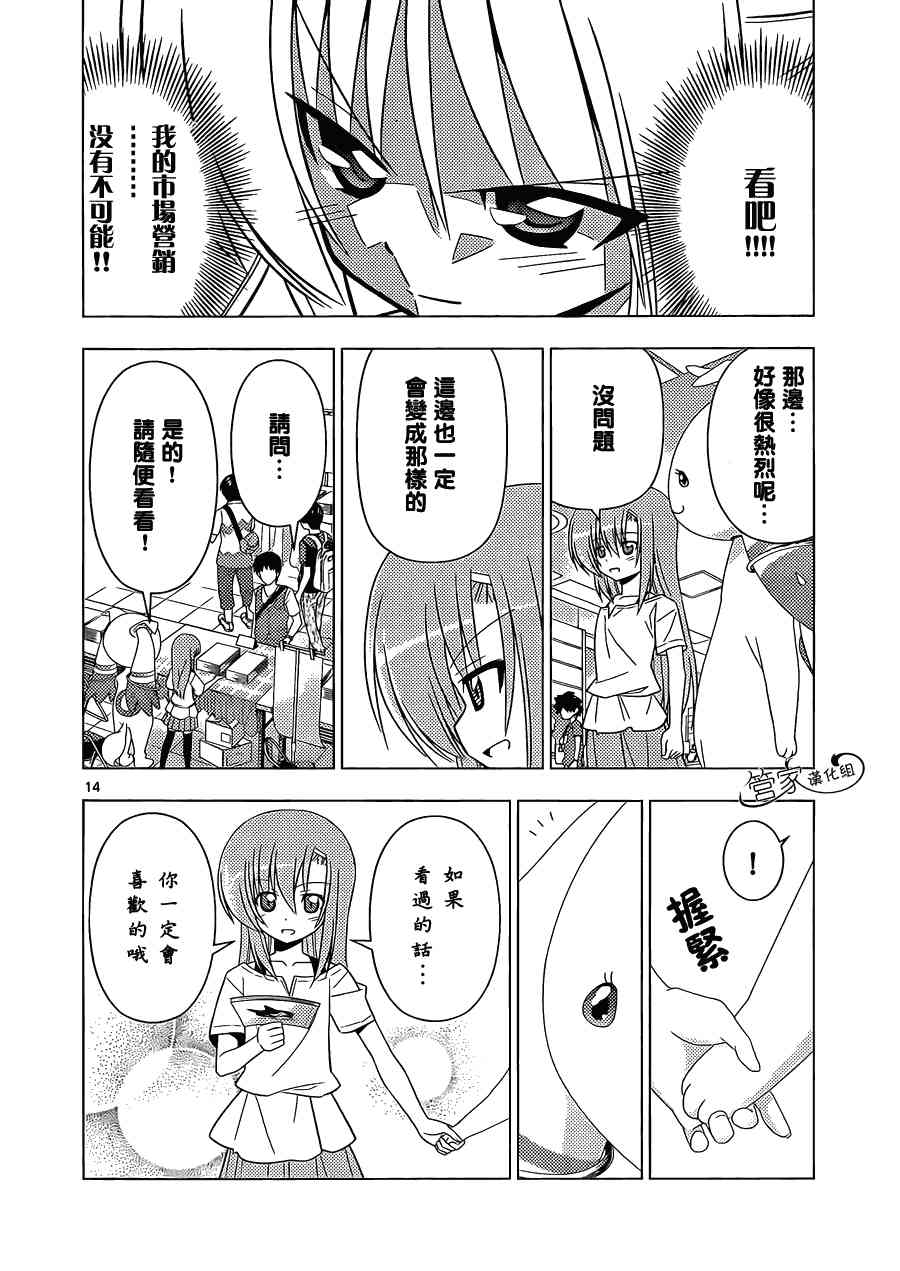 看吧!!!!
我的市場營銷
………
没有不可能!!
那邊…
好像很熱烈呢…
沒問題
這邊也一定
會變成那樣的
請問…
是的！
請隨便看看！
14
管家漢化組
！
握緊
如果
看過的話…
你一定會
喜歡的哦